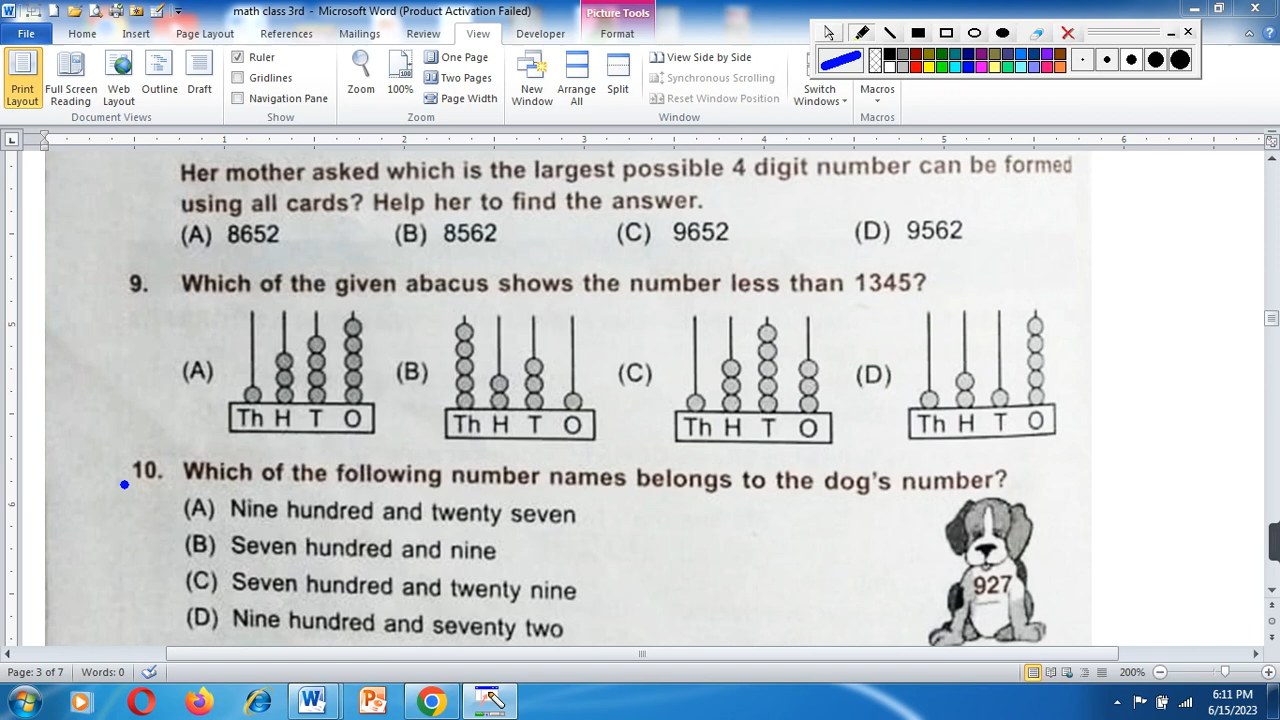 math class 3rd - Microsoft Word (Product Activation Failed)
Picture Tools
File Home Insert Page Layout References Mailings Review View Developer Format
Print Layout
Full Screen Reading
Web Layout
Outline
Draft
Document Views
Ruler
Gridlines
Navigation Pane
Show
Zoom
100%
One Page
Two Pages
Page Width
Zoom
New Window
Arrange All
Split
View Side by Side
Synchronous Scrolling
Reset Window Position
Switch Windows
Window
Macros
Macros
1 2 3 4 5 6
Her mother asked which is the largest possible 4 digit number can be formed
using all cards? Help her to find the answer.
(A) 8652 (B) 8562 (C) 9652 (D) 9562
9. Which of the given abacus shows the number less than 1345?
(A) (B) (C) (D)
Th H T O Th H T O Th H T O Th H T O
10. Which of the following number names belongs to the dog's number?
(A) Nine hundred and twenty seven
(B) Seven hundred and nine
(C) Seven hundred and twenty nine
(D) Nine hundred and seventy two
927
Page: 3 of 7 Words: 0 200%
6:11 PM
6/15/2023